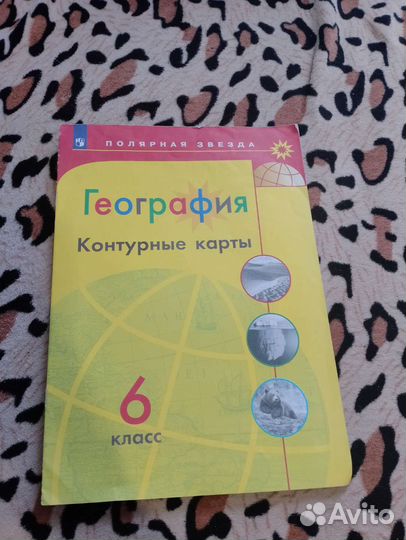 ПОЛЯРНАЯ ЗВЕЗДА
География
Контурные карты
6
класс
Avito